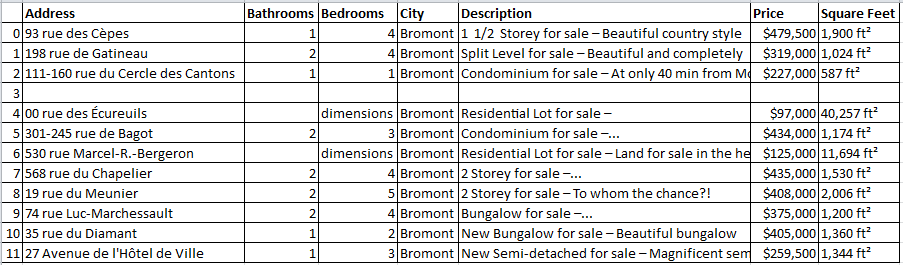 Address Bathrooms Bedrooms City Description Price Square Feet
0 93 rue des Cèpes 1 4 Bromont 1 1/2 Storey for sale – Beautiful country style $479,500 1,900 ft²
1 198 rue de Gatineau 2 4 Bromont Split Level for sale – Beautiful and completely $319,000 1,024 ft²
2 111-160 rue du Cercle des Cantons 1 1 Bromont Condominium for sale – At only 40 min from Mo $227,000 587 ft²
3
4 00 rue des Écureuils dimensions Bromont Residential Lot for sale – $97,000 40,257 ft²
5 301-245 rue de Bagot 2 3 Bromont Condominium for sale –... $434,000 1,174 ft²
6 530 rue Marcel-R.-Bergeron dimensions Bromont Residential Lot for sale – Land for sale in the he $125,000 11,694 ft²
7 568 rue du Chapelier 2 4 Bromont 2 Storey for sale –... $435,000 1,530 ft²
8 19 rue du Meunier 2 5 Bromont 2 Storey for sale – To whom the chance?! $408,000 2,006 ft²
9 74 rue Luc-Marchessault 2 4 Bromont Bungalow for sale –... $375,000 1,200 ft²
10 35 rue du Diamant 1 2 Bromont New Bungalow for sale – Beautiful bungalow $405,000 1,360 ft²
11 27 Avenue de l'Hôtel de Ville 1 3 Bromont New Semi-detached for sale – Magnificent sem $259,500 1,344 ft²